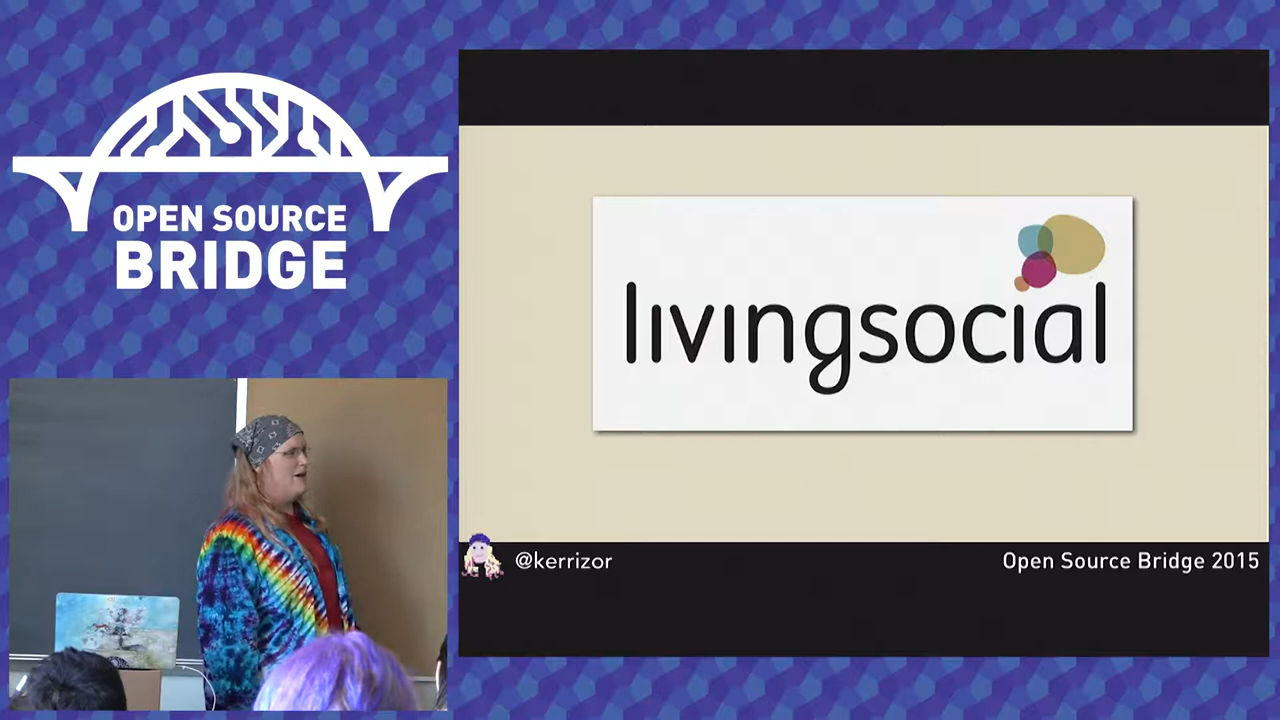 OPEN SOURCE
BRIDGE
livingsocial
@kerrizor
Open Source Bridge 2015